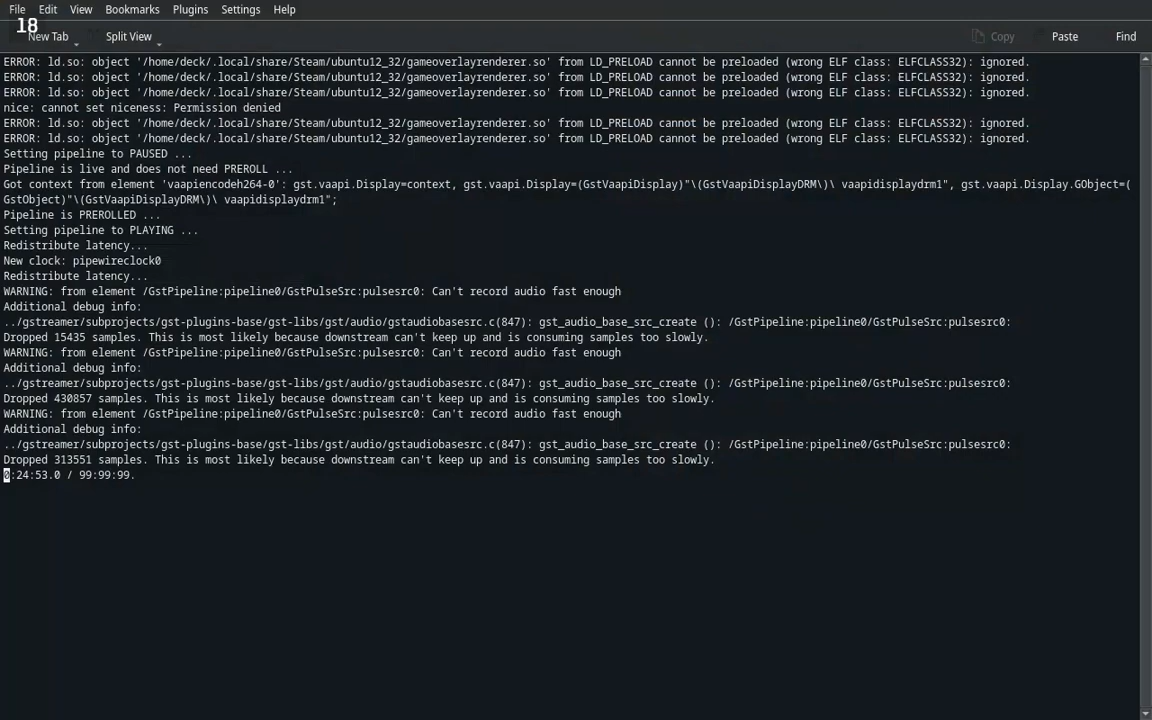 File Edit View Bookmarks Plugins Settings Help
18
New Tab Split View Copy Paste Find
ERROR: ld.so: object '/home/deck/.local/share/Steam/ubuntu12_32/gameoverlayrenderer.so' from LD_PRELOAD cannot be preloaded (wrong ELF class: ELFCLASS32): ignored.
ERROR: ld.so: object '/home/deck/.local/share/Steam/ubuntu12_32/gameoverlayrenderer.so' from LD_PRELOAD cannot be preloaded (wrong ELF class: ELFCLASS32): ignored.
ERROR: ld.so: object '/home/deck/.local/share/Steam/ubuntu12_32/gameoverlayrenderer.so' from LD_PRELOAD cannot be preloaded (wrong ELF class: ELFCLASS32): ignored.
nice: cannot set niceness: Permission denied
ERROR: ld.so: object '/home/deck/.local/share/Steam/ubuntu12_32/gameoverlayrenderer.so' from LD_PRELOAD cannot be preloaded (wrong ELF class: ELFCLASS32): ignored.
ERROR: ld.so: object '/home/deck/.local/share/Steam/ubuntu12_32/gameoverlayrenderer.so' from LD_PRELOAD cannot be preloaded (wrong ELF class: ELFCLASS32): ignored.
Setting pipeline to PAUSED ...
Pipeline is live and does not need PREROLL ...
Got context from element 'vaapiencodeh264-0': gst.vaapi.Display=context, gst.vaapi.Display=(GstVaapiDisplay)"\(GstVaapiDisplayDRM\)\ vaapidisplaydrm1", gst.vaapi.Display.GObject=(
GstObject)"\(GstVaapiDisplayDRM\)\ vaapidisplaydrm1";
Pipeline is PREROLLED ...
Setting pipeline to PLAYING ...
Redistribute latency...
New clock: pipewireclock0
Redistribute latency...
WARNING: from element /GstPipeline:pipeline0/GstPulseSrc:pulsesrc0: Can't record audio fast enough
Additional debug info:
../gstreamer/subprojects/gst-plugins-base/gst-libs/gst/audio/gstaudiobasesrc.c(847): gst_audio_base_src_create (): /GstPipeline:pipeline0/GstPulseSrc:pulsesrc0:
Dropped 15435 samples. This is most likely because downstream can't keep up and is consuming samples too slowly.
WARNING: from element /GstPipeline:pipeline0/GstPulseSrc:pulsesrc0: Can't record audio fast enough
Additional debug info:
../gstreamer/subprojects/gst-plugins-base/gst-libs/gst/audio/gstaudiobasesrc.c(847): gst_audio_base_src_create (): /GstPipeline:pipeline0/GstPulseSrc:pulsesrc0:
Dropped 430857 samples. This is most likely because downstream can't keep up and is consuming samples too slowly.
WARNING: from element /GstPipeline:pipeline0/GstPulseSrc:pulsesrc0: Can't record audio fast enough
Additional debug info:
../gstreamer/subprojects/gst-plugins-base/gst-libs/gst/audio/gstaudiobasesrc.c(847): gst_audio_base_src_create (): /GstPipeline:pipeline0/GstPulseSrc:pulsesrc0:
Dropped 313551 samples. This is most likely because downstream can't keep up and is consuming samples too slowly.
0:24:53.0 / 99:99:99.